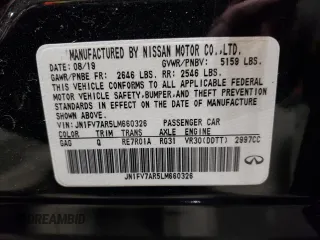 MANUFACTURED BY NISSAN MOTOR CO.,LTD.
DATE: 08/19 GVWR/PNBV: 5159 LBS.
GAWR/PNBE FR: 2646 LBS. RR: 2546 LBS.
THIS VEHICLE CONFORMS TO ALL APPLICABLE
FEDERAL MOTOR VEHICLE
SAFETY, BUMPER, AND THEFT PREVENTION
STANDARDS IN EFFECT ON THE DATE OF MANUFACTURE
SHOWN ABOVE.
VIN: JN1FV7AR5LM660326 PASSENGER CAR
COLOR TRIM TRANS AXLE ENGINE
GAG Q RE7R01A RG31 VR30(DDTT) 2997CC
JN1FV7AR5LM660326
INFINITI
DREAMBID